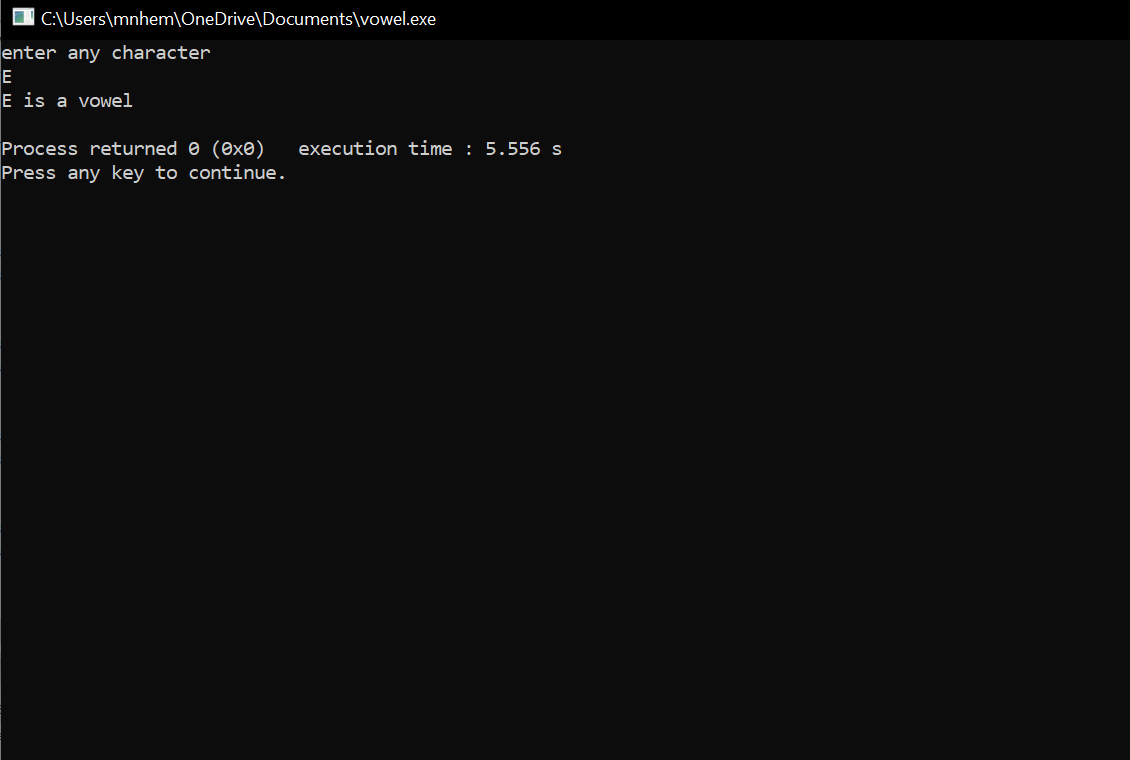 C:\Users\mnhem\OneDrive\Documents\vowel.exe
enter any character
E
E is a vowel
Process returned 0 (0x0)   execution time : 5.556 s
Press any key to continue.